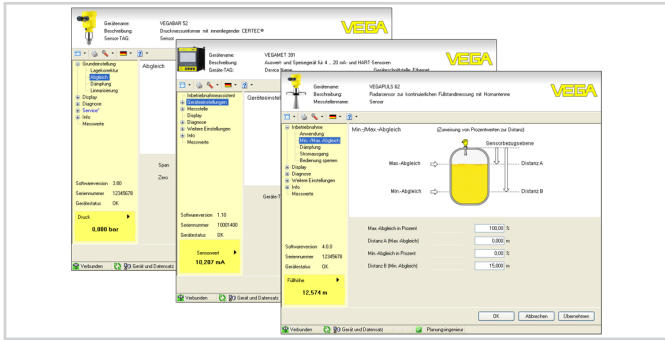 Gerätename: VEGABAR 52
Beschreibung: Druckmessumformer mit innenliegender CERTEC®
Sensor-TAG: Sensor
VEGA
Grundeinstellung
Lagekorrektur
Abgleich
Dämpfung
Linearisierung
Display
Diagnose
Service
Info
Messwerte
Abgleich
Span
Zero
Softwareversion 3.80
Seriennummer 12345678
Gerätestatus OK
Druck
0,000 bar
Verbunden Gerät und Datensatz
Gerätename: VEGAMET 391
Beschreibung: Auswert- und Speisegerät für 4 ... 20 mA- und HART-Sensoren
Geräte-TAG: Device Name Geräteschnittstelle: Ethernet
VEGA
Inbetriebnahmeassistent
Geräteeinstellungen
Messstelle
Display
Diagnose
Weitere Einstellungen
Info
Messwerte
Geräteeinst
Geräte-T
Softwareversion 1.10
Seriennummer 10001400
Gerätestatus OK
Sensorwert
10,207 mA
Verbunden Gerät und Datensatz
Gerätename: VEGAPULS 62
Beschreibung: Radarsensor zur kontinuierlichen Füllstandmessung mit Hornantenne
Messstellenname: Sensor
VEGA
Inbetriebnahme
Anwendung
Min.-/Max.-Abgleich
Dämpfung
Stromausgang
Bedienung sperren
Display
Diagnose
Weitere Einstellungen
Info
Messwerte
Min.-/Max.-Abgleich (Zuweisung von Prozentwerten zur Distanz)
Sensorbezugsebene
Max.-Abgleich Distanz A
Min.-Abgleich Distanz B
Max.-Abgleich in Prozent 100,00 %
Distanz A (Max.-Abgleich) 0,000 m
Min.-Abgleich in Prozent 0,00 %
Distanz B (Min.-Abgleich) 15,000 m
Softwareversion 4.0.0
Seriennummer 12345678
Gerätestatus OK
Füllhöhe
12,574 m
OK Abbrechen Übernehmen
Verbunden Gerät und Datensatz Planungsingenieur